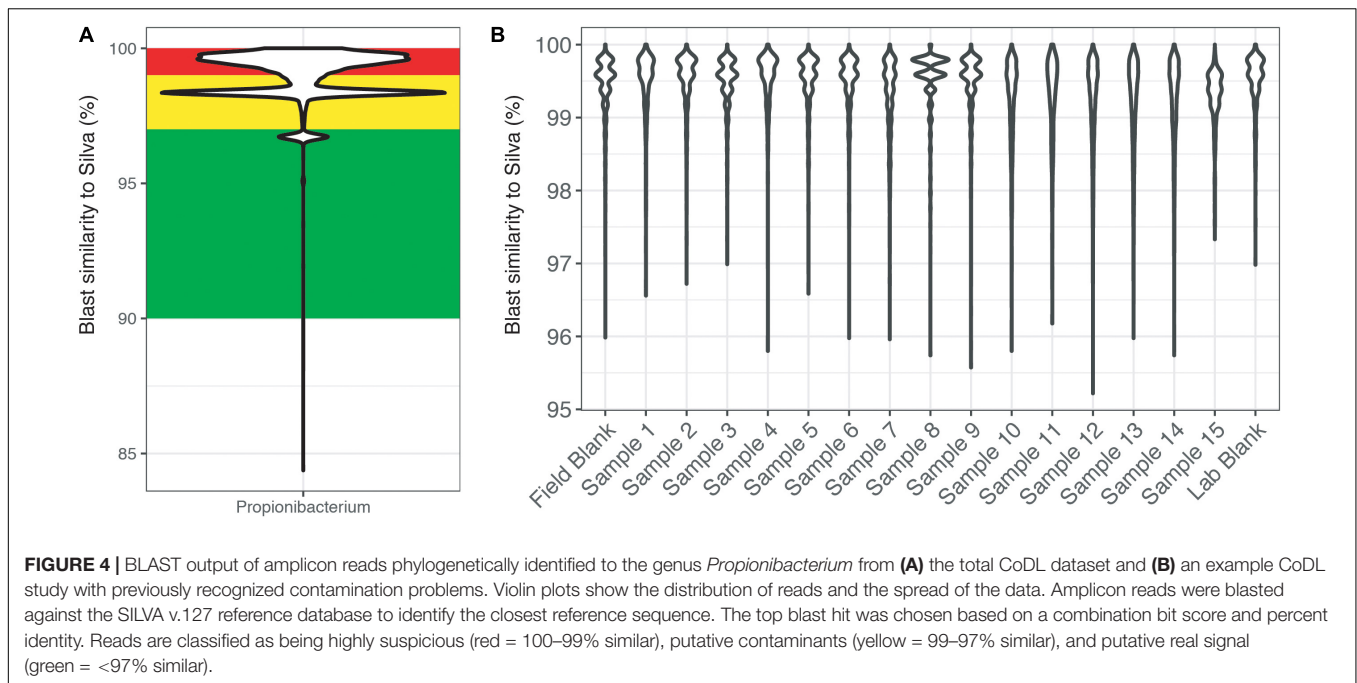 A
B
Blast similarity to Silva (%)
100
95
90
85
Propionibacterium
Blast similarity to Silva (%)
100
99
98
97
96
95
Field Blank
Sample 1
Sample 2
Sample 3
Sample 4
Sample 5
Sample 6
Sample 7
Sample 8
Sample 9
Sample 10
Sample 11
Sample 12
Sample 13
Sample 14
Sample 15
Lab Blank
FIGURE 4 | BLAST output of amplicon reads phylogenetically identified to the genus Propionibacterium from (A) the total CoDL dataset and (B) an example CoDL
study with previously recognized contamination problems. Violin plots show the distribution of reads and the spread of the data. Amplicon reads were blasted
against the SILVA v.127 reference database to identify the closest reference sequence. The top blast hit was chosen based on a combination bit score and percent
identity. Reads are classified as being highly suspicious (red = 100–99% similar), putative contaminants (yellow = 99–97% similar), and putative real signal
(green = <97% similar).